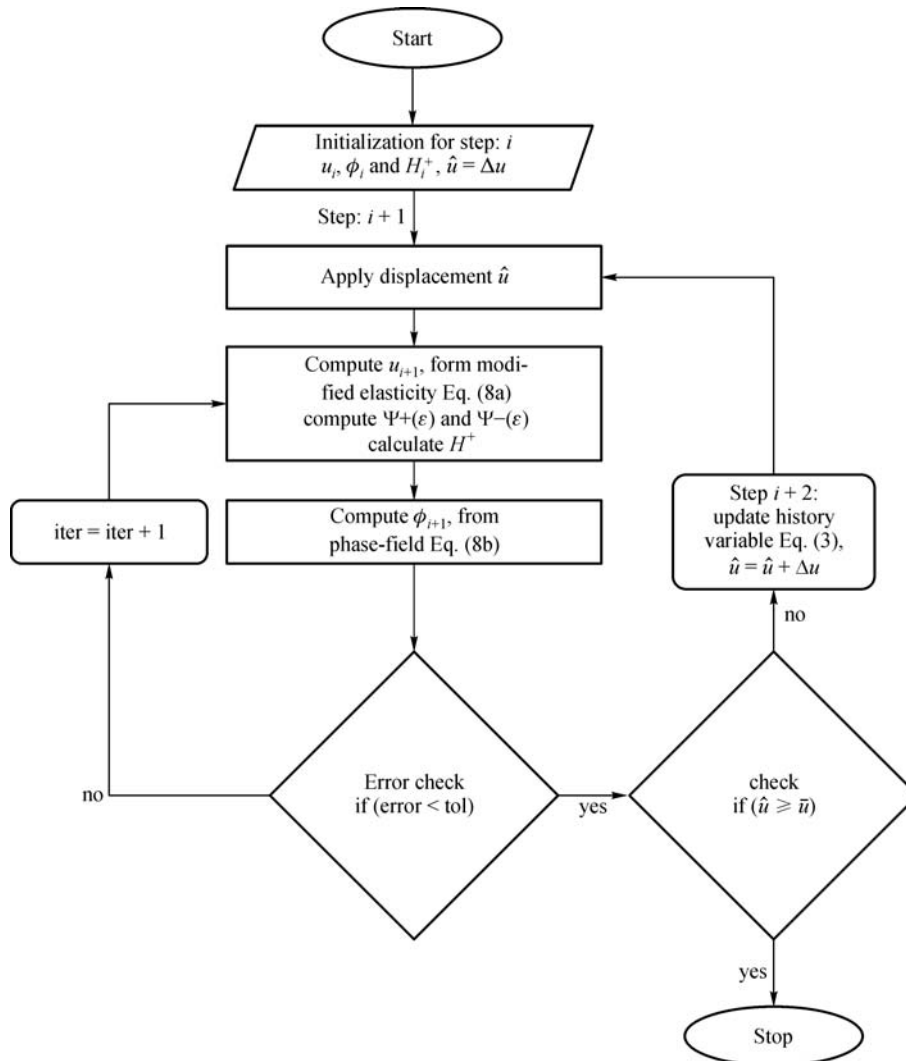 Start
Initialization for step: i
u_i, ϕ_i and H_i^+, û = Δu
Step: i + 1
Apply displacement û
Compute u_{i+1}, form modi-
fied elasticity Eq. (8a)
compute Ψ+(ε) and Ψ−(ε)
calculate H^+
iter = iter + 1
Compute ϕ_{i+1}, from
phase-field Eq. (8b)
Step i + 2:
update history
variable Eq. (3),
û = û + Δu
no
no
Error check
if (error < tol)
yes
check
if (û ⩾ ū)
yes
Stop